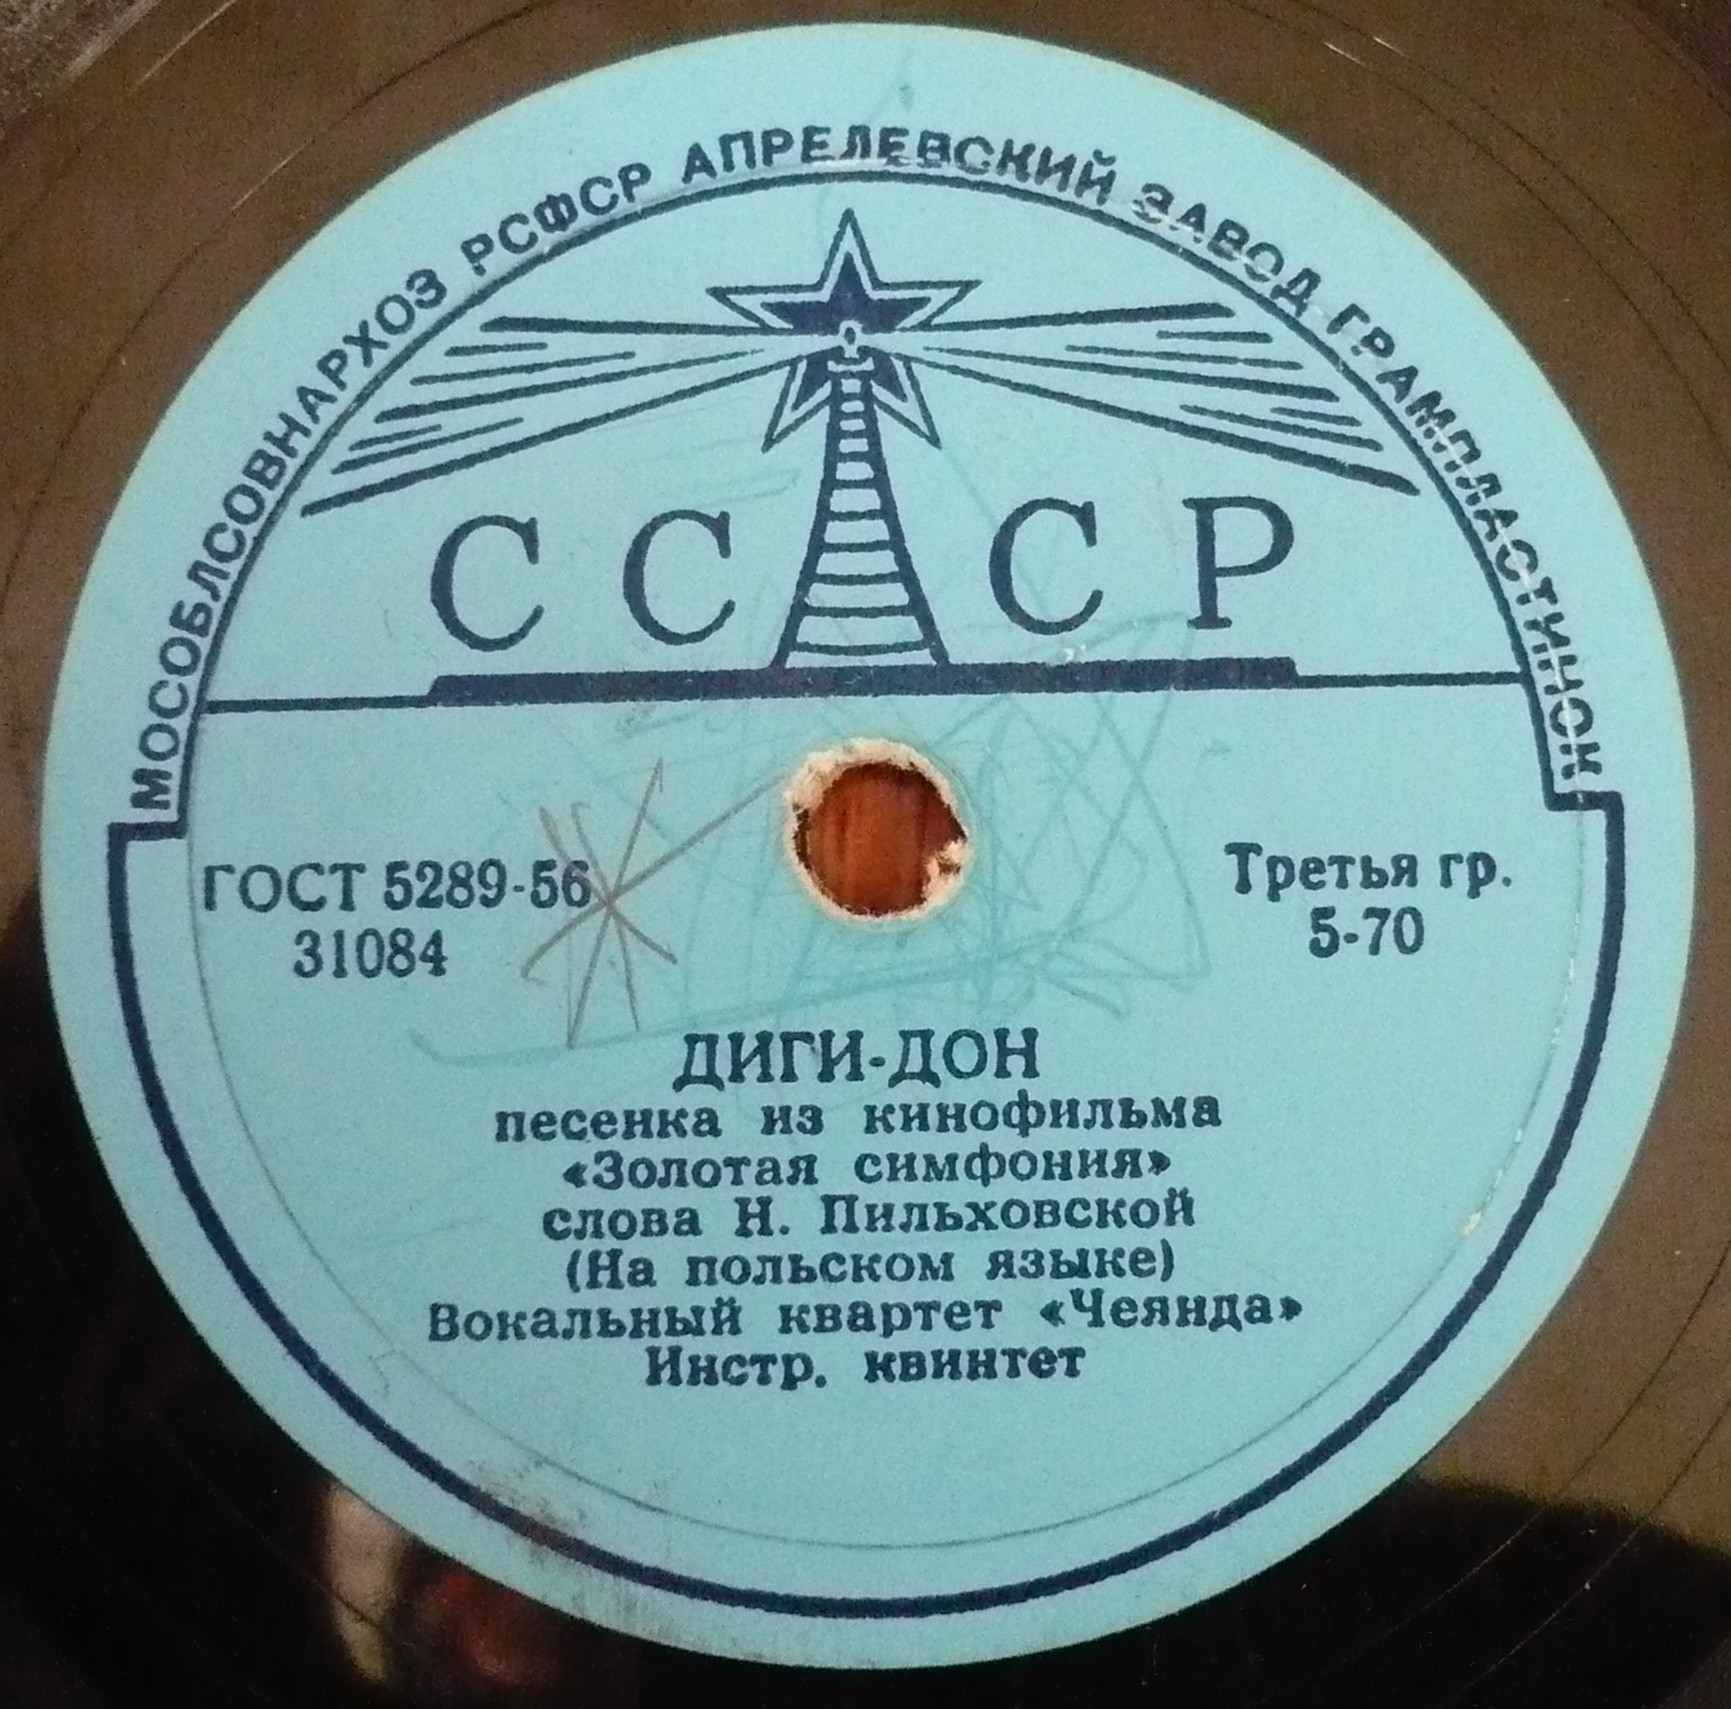 МОСОБЛСОВНАРХОЗ РСФСР АПРЕЛЕВСКИЙ ЗАВОД ГРАМПЛАСТИНОК
СССР
ГОСТ 5289-56
31084
Третья гр.
5-70
ДИГИ-ДОН
песенка из кинофильма
«Золотая симфония»
слова Н. Пильховской
(На польском языке)
Вокальный квартет «Чеянда»
Инстр. квинтет